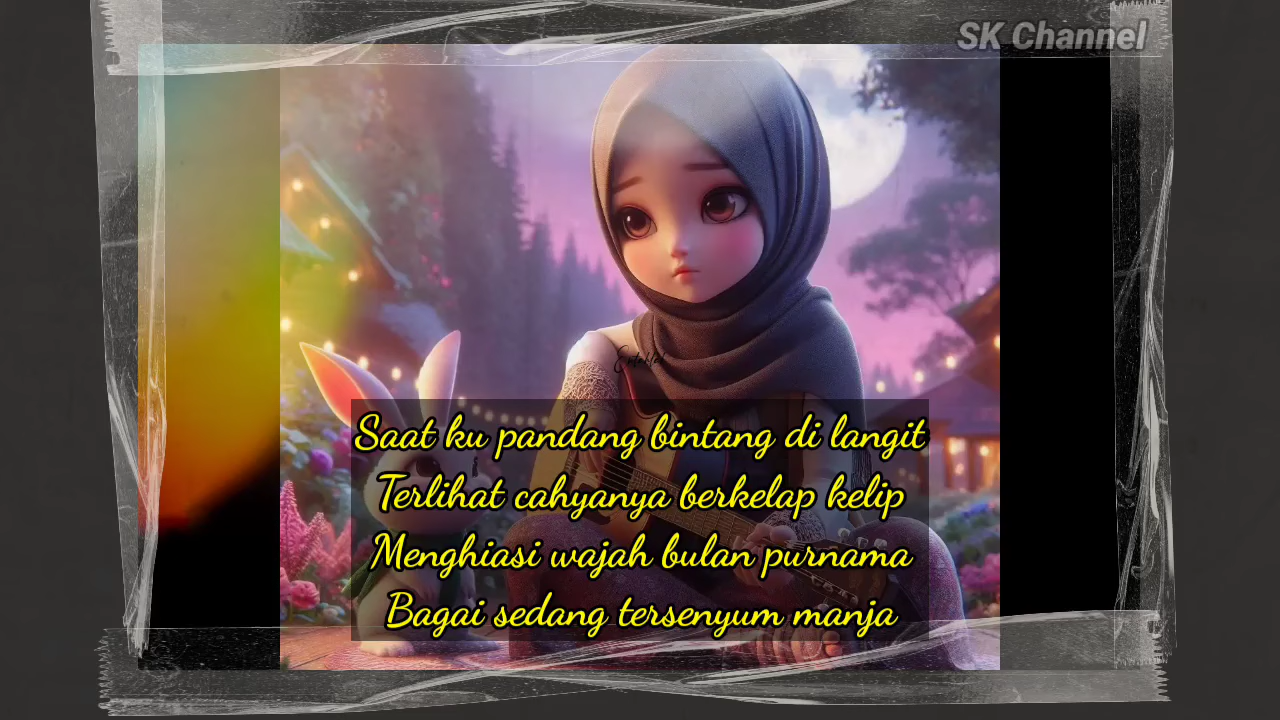 SK Channel
Saat ku pandang bintang di langit
Terlihat cahyanya berkelap kelip
Menghiasi wajah bulan purnama
Bagai sedang tersenyum manja